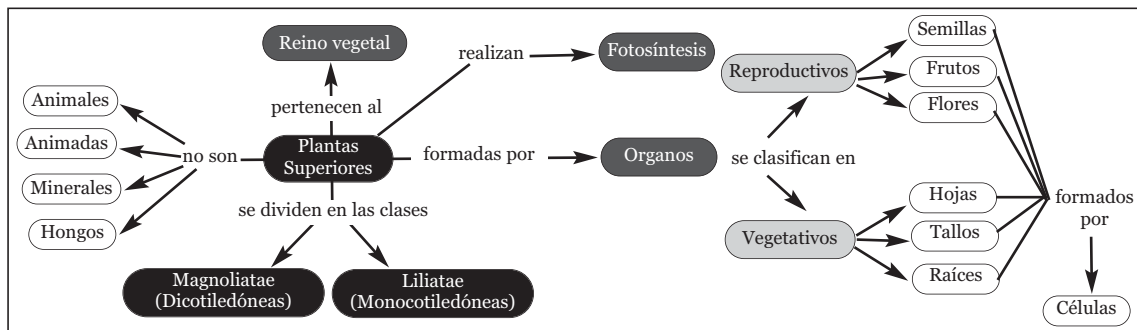 Reino vegetal
realizan
Fotosíntesis
Semillas
Reproductivos
Frutos
Flores
Animales
pertenecen al
Animadas
no son
Plantas
Superiores
formadas por
Organos
se clasifican en
Minerales
Hongos
se dividen en las clases
Hojas
formados
por
Vegetativos
Tallos
Raíces
Magnoliatae
(Dicotiledóneas)
Liliatae
(Monocotiledóneas)
Células